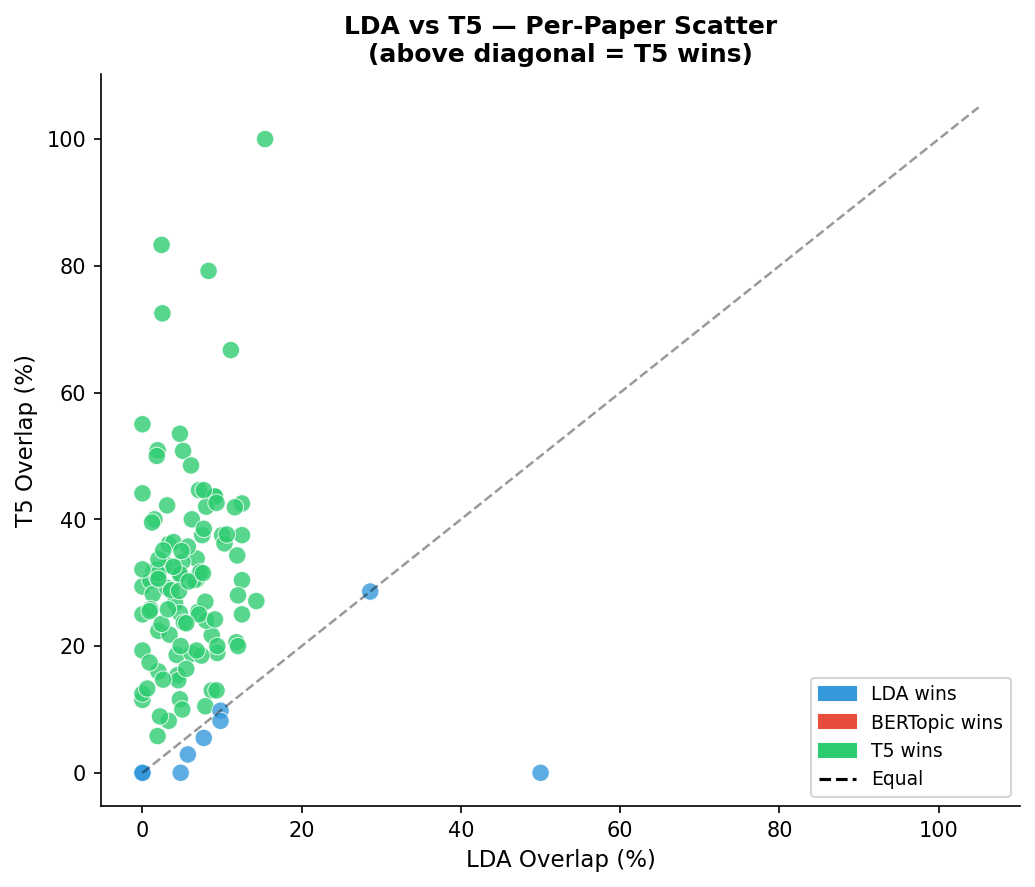 LDA vs T5 — Per-Paper Scatter
(above diagonal = T5 wins)
T5 Overlap (%)
100
80
60
40
20
0
0 20 40 60 80 100
LDA Overlap (%)
LDA wins
BERTopic wins
T5 wins
Equal